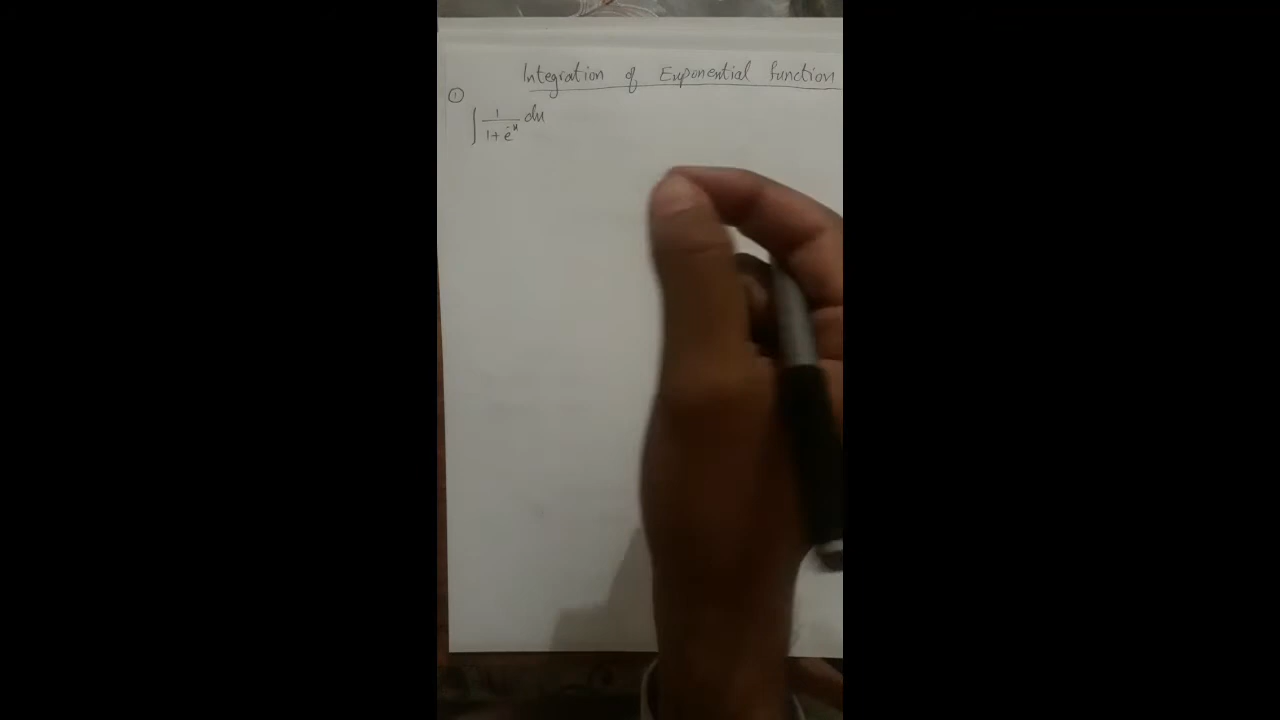 Integration of Exponential function
①
∫ 1/(1+e^-x) dx